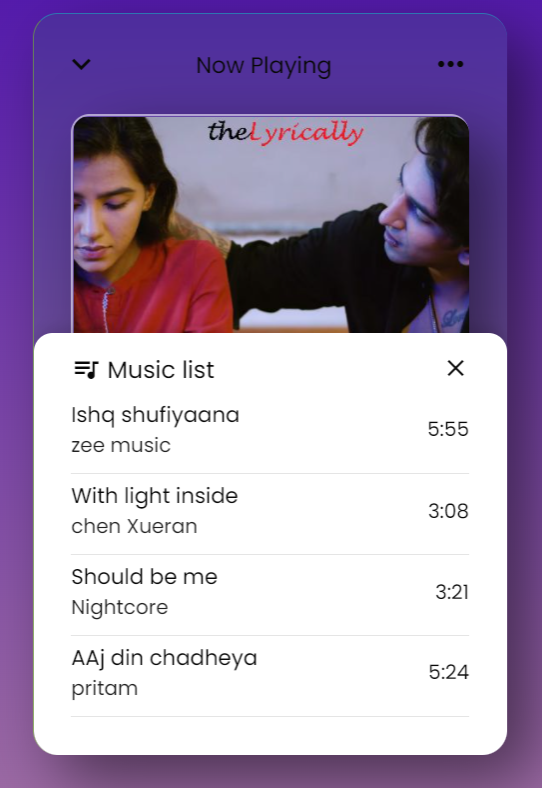 Now Playing
theLyrically
Music list
Ishq shufiyaana
5:55
zee music
With light inside
3:08
chen Xueran
Should be me
3:21
Nightcore
AAj din chadheya
5:24
pritam